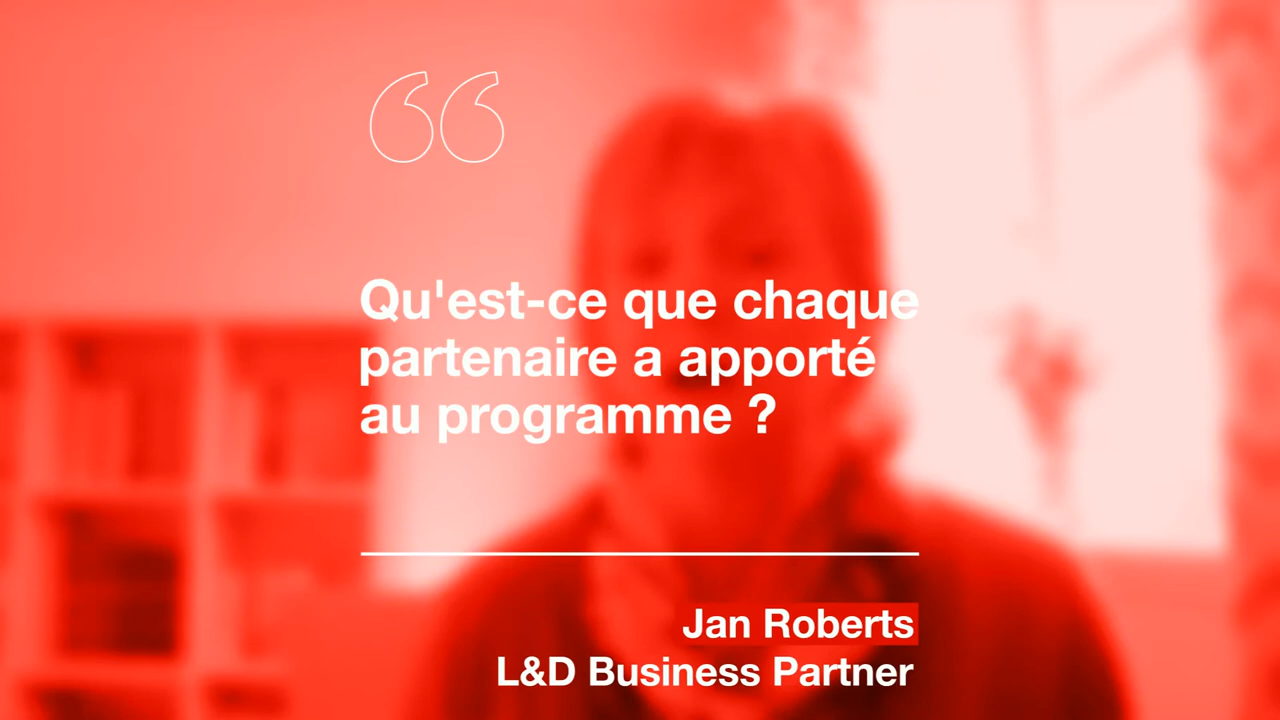 “
Qu'est-ce que chaque
partenaire a apporté
au programme ?
Jan Roberts
L&D Business Partner